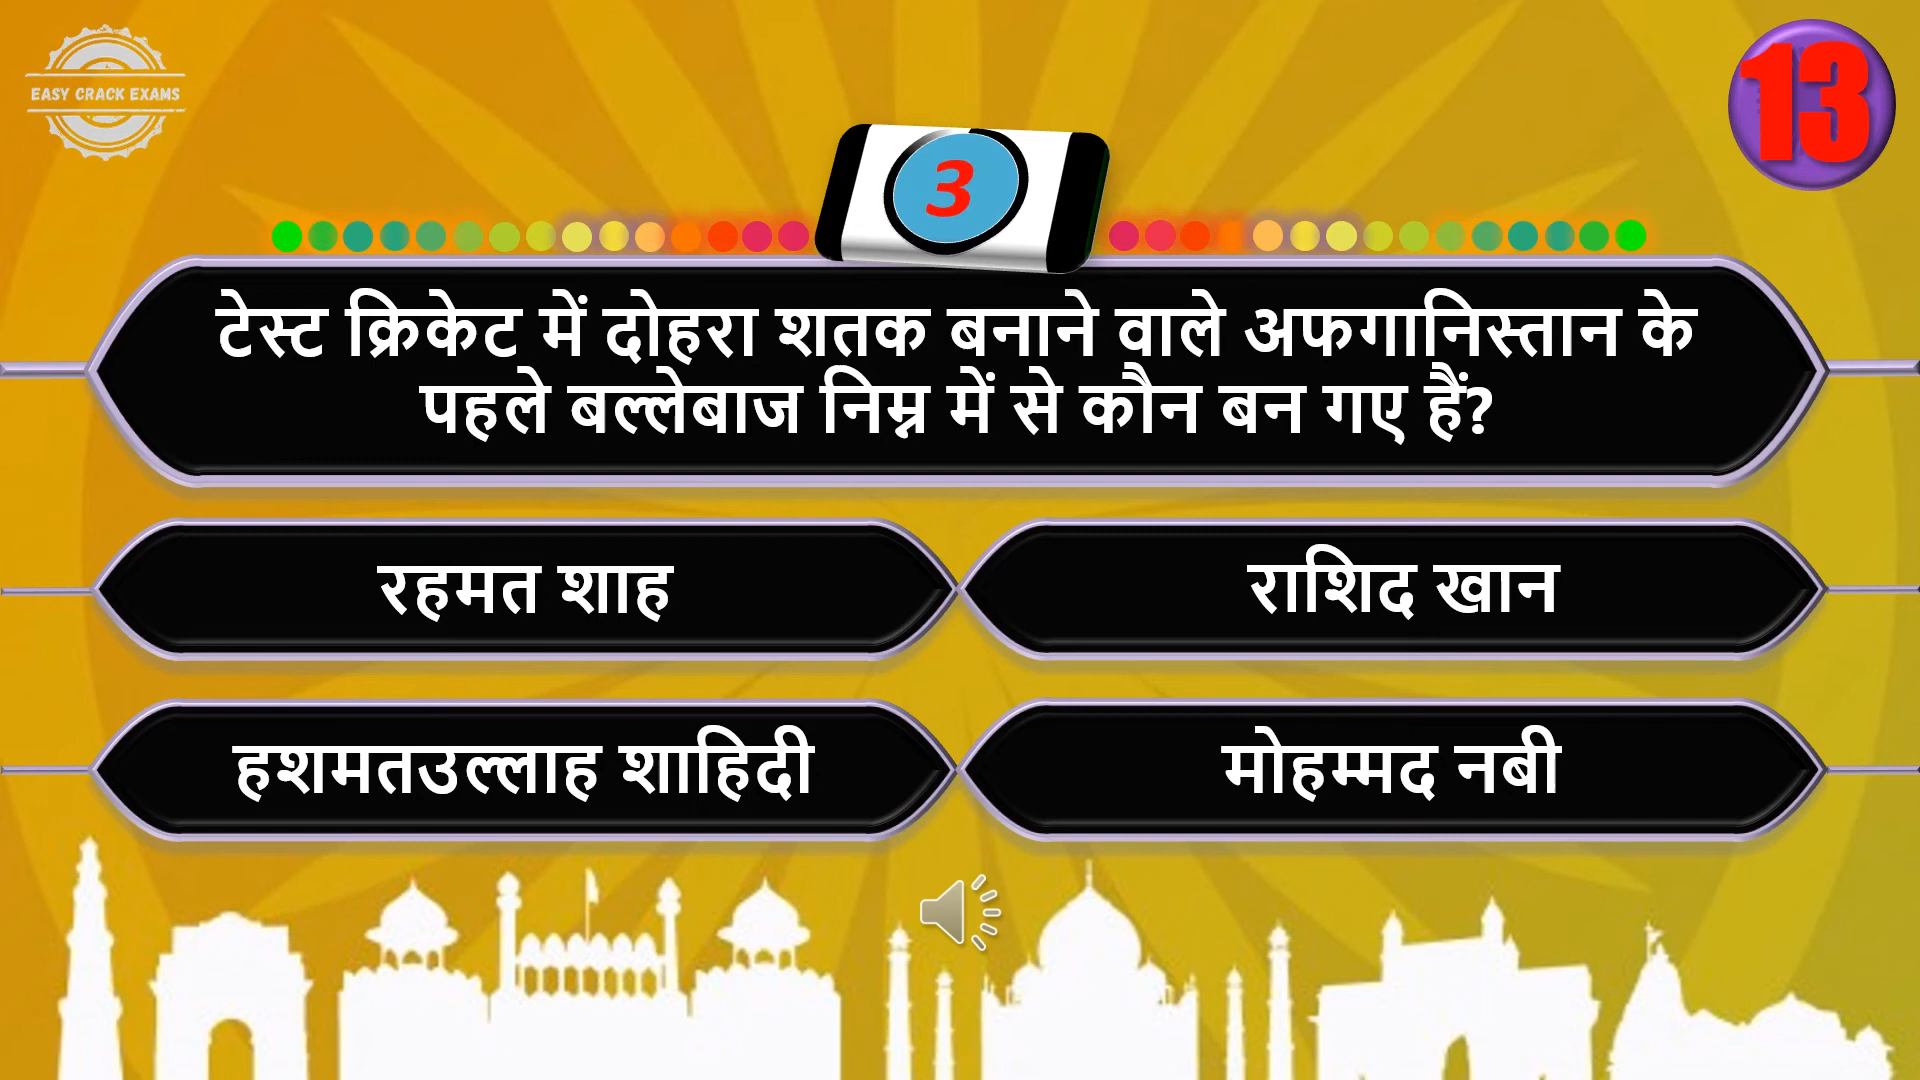 EASY CRACK EXAMS
13
3
टेस्ट क्रिकेट में दोहरा शतक बनाने वाले अफगानिस्तान के
पहले बल्लेबाज निम्न में से कौन बन गए हैं?
रहमत शाह
राशिद खान
हशमतउल्लाह शाहिदी
मोहम्मद नबी